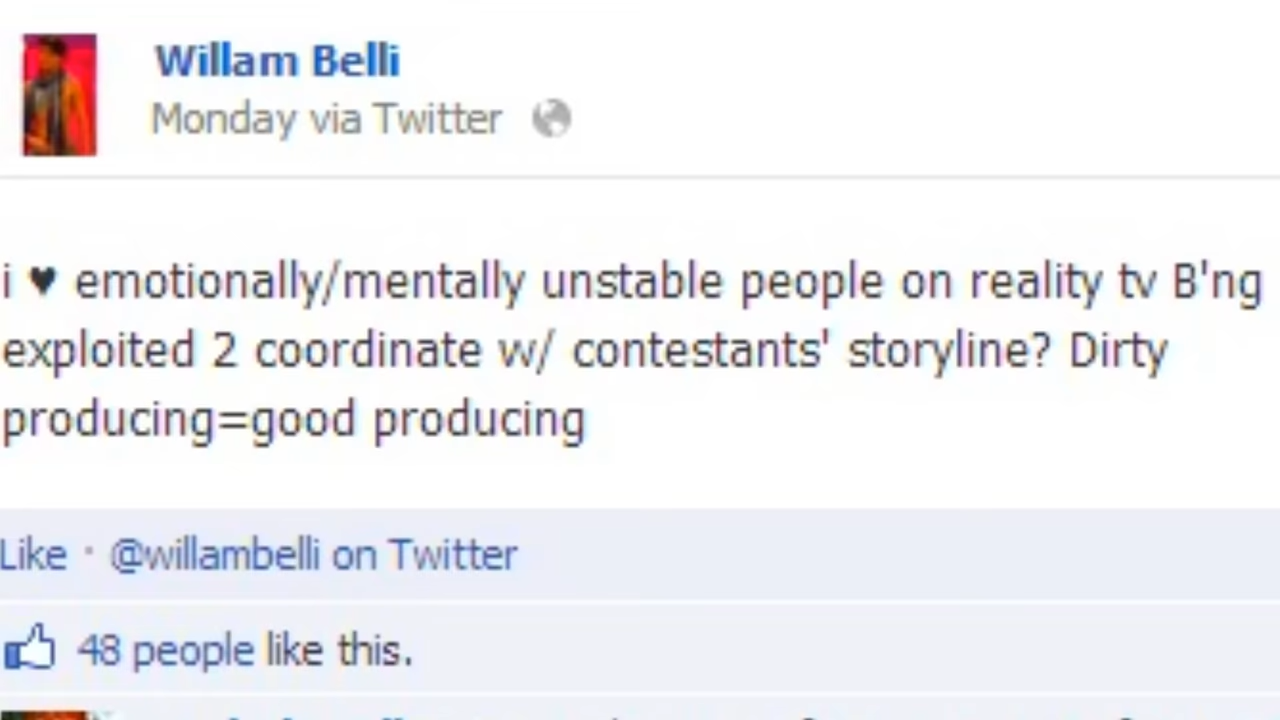 Willam Belli
Monday via Twitter
i ♥ emotionally/mentally unstable people on reality tv B'ng
exploited 2 coordinate w/ contestants' storyline? Dirty
producing=good producing
Like · @willambelli on Twitter
48 people like this.